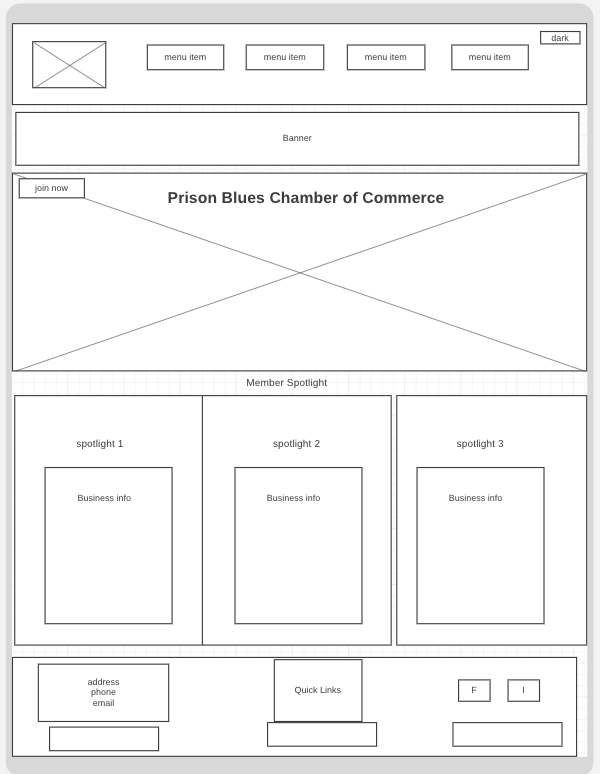 dark
menu item
menu item
menu item
menu item
Banner
join now
Prison Blues Chamber of Commerce
Member Spotlight
spotlight 1
spotlight 2
spotlight 3
Business info
Business info
Business info
address
phone
email
Quick Links
F
I